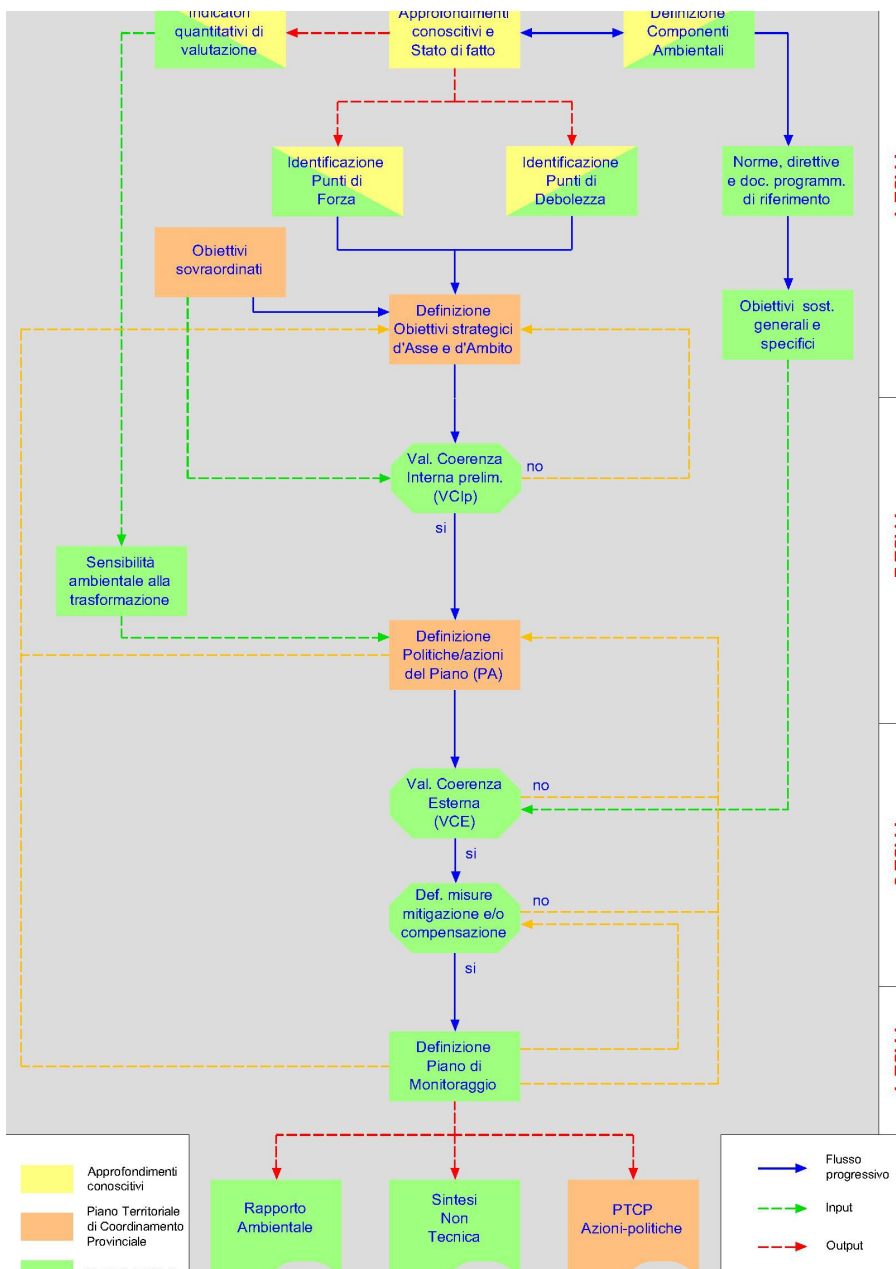 Indicatori
quantitativi di
valutazione
Approfondimenti
conoscitivi e
Stato di fatto
Definizione
Componenti
Ambientali
Identificazione
Punti di
Forza
Identificazione
Punti di
Debolezza
Norme, direttive
e doc. programm.
di riferimento
Obiettivi
sovraordinati
Definizione
Obiettivi strategici
d'Asse e d'Ambito
Obiettivi sost.
generali e
specifici
Val. Coerenza
Interna prelim.
(VCIp)
no
si
Sensibilità
ambientale alla
trasformazione
Definizione
Politiche/azioni
del Piano (PA)
Val. Coerenza
Esterna
(VCE)
no
si
Def. misure
mitigazione e/o
compensazione
no
si
Definizione
Piano di
Monitoraggio
Approfondimenti
conoscitivi
Piano Territoriale
di Coordinamento
Provinciale
Rapporto
Ambientale
Sintesi
Non
Tecnica
PTCP
Azioni-politiche
Flusso
progressivo
Input
Output